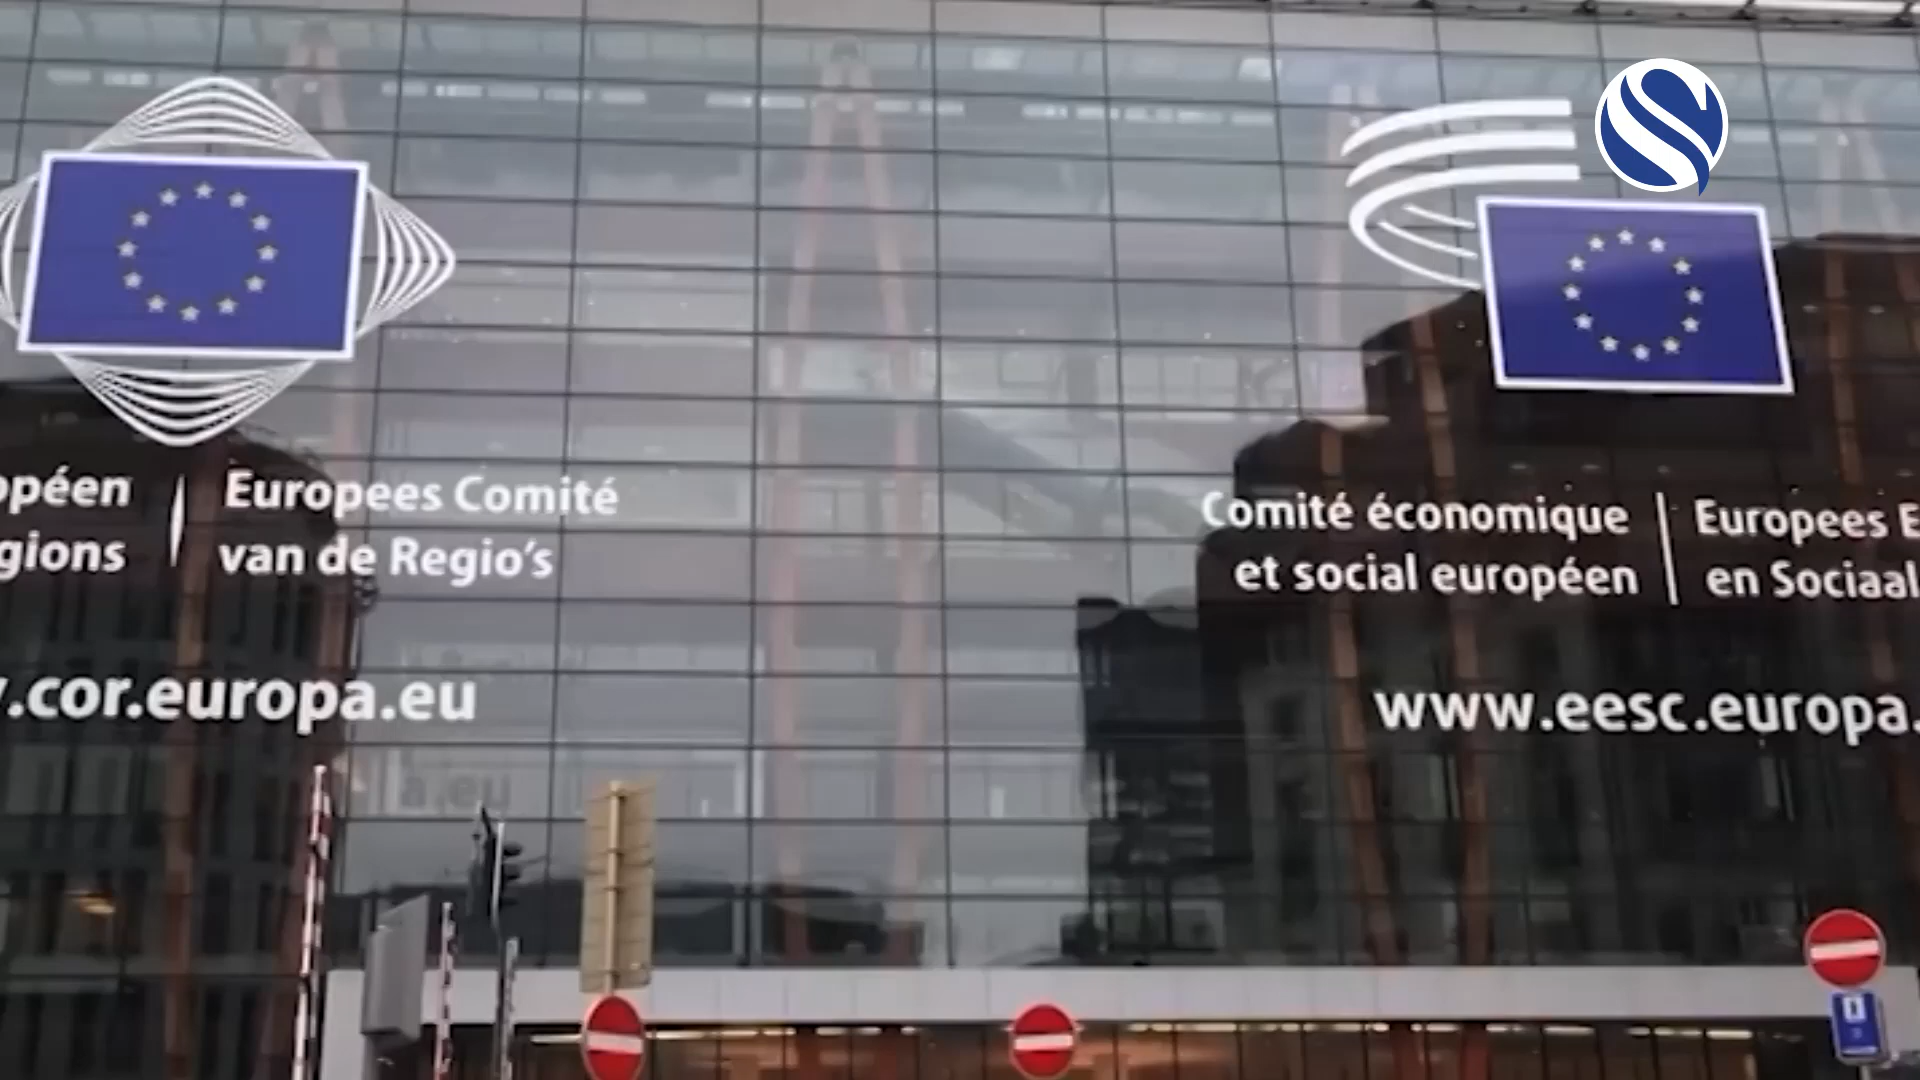 opéen
gions
Europees Comité
van de Regio's
.cor.europa.eu
Comité économique
et social européen
Europees E
en Sociaal
www.eesc.europa.